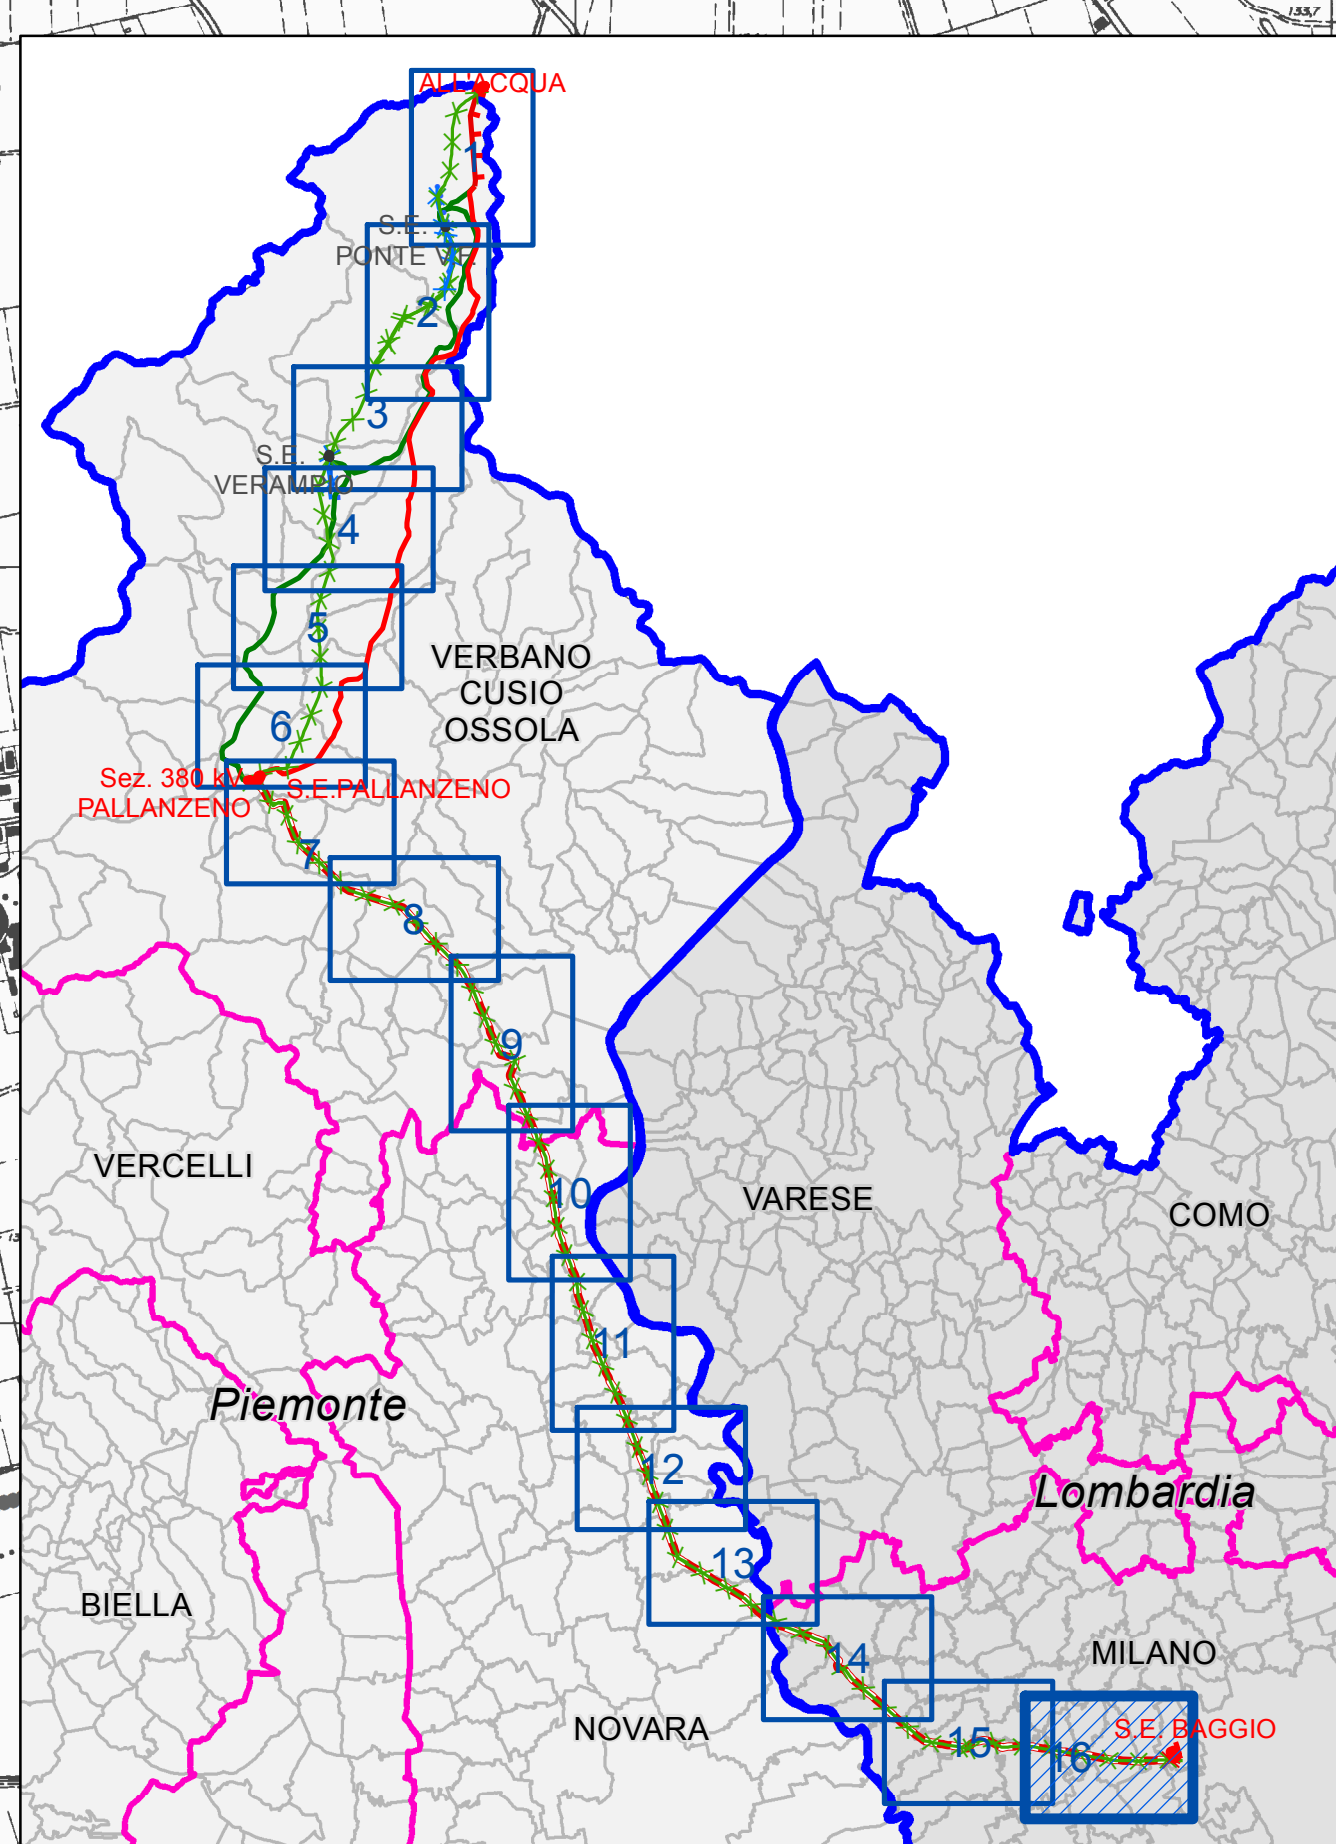 1337
ALL'ACQUA
1
S.E.
PONTE V.F.
2
3
S.E.
VERAMPIO
4
5
VERBANO
CUSIO
OSSOLA
6
Sez. 380 kV
PALLANZENO
S.E.PALLANZENO
7
8
9
VERCELLI
10
VARESE
COMO
11
Piemonte
12
Lombardia
13
BIELLA
14
MILANO
NOVARA
15
S.E. BAGGIO
16